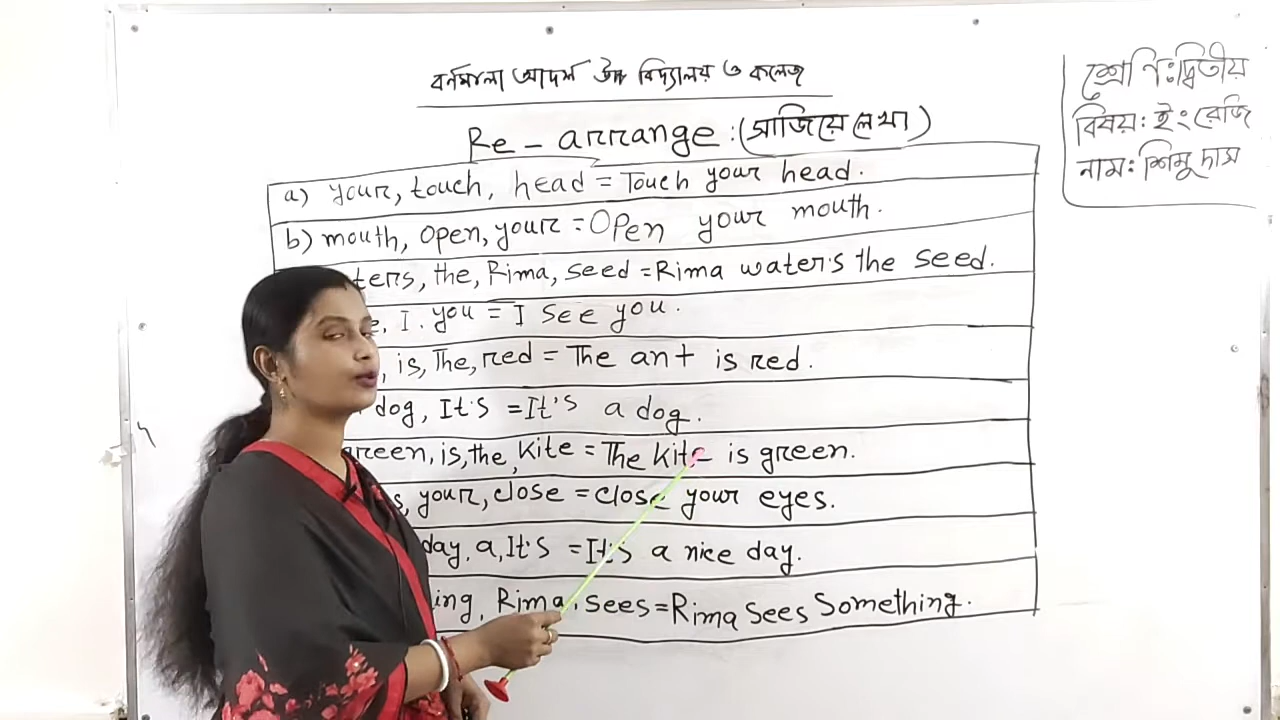 বর্নমালা আদর্শ উচ্চ বিদ্যালয় ও কলেজ
Re - arrange: (সাজিয়ে লেখা)
শ্রেণি: দ্বিতীয়
বিষয়: ইংরেজি
নাম: শিমু দাস
a) your, touch, head = Touch your head.
b) mouth, open, your = Open your mouth.
ters, the, Rima, seed = Rima waters the seed.
e, I. you = I see you.
, is, The, red = The ant is red.
dog, It's = It's a dog.
green, is, the, Kite = The Kite is green.
s, your, close = close your eyes.
day, a, It's = It's a nice day.
ing, Rima, sees = Rima sees something.